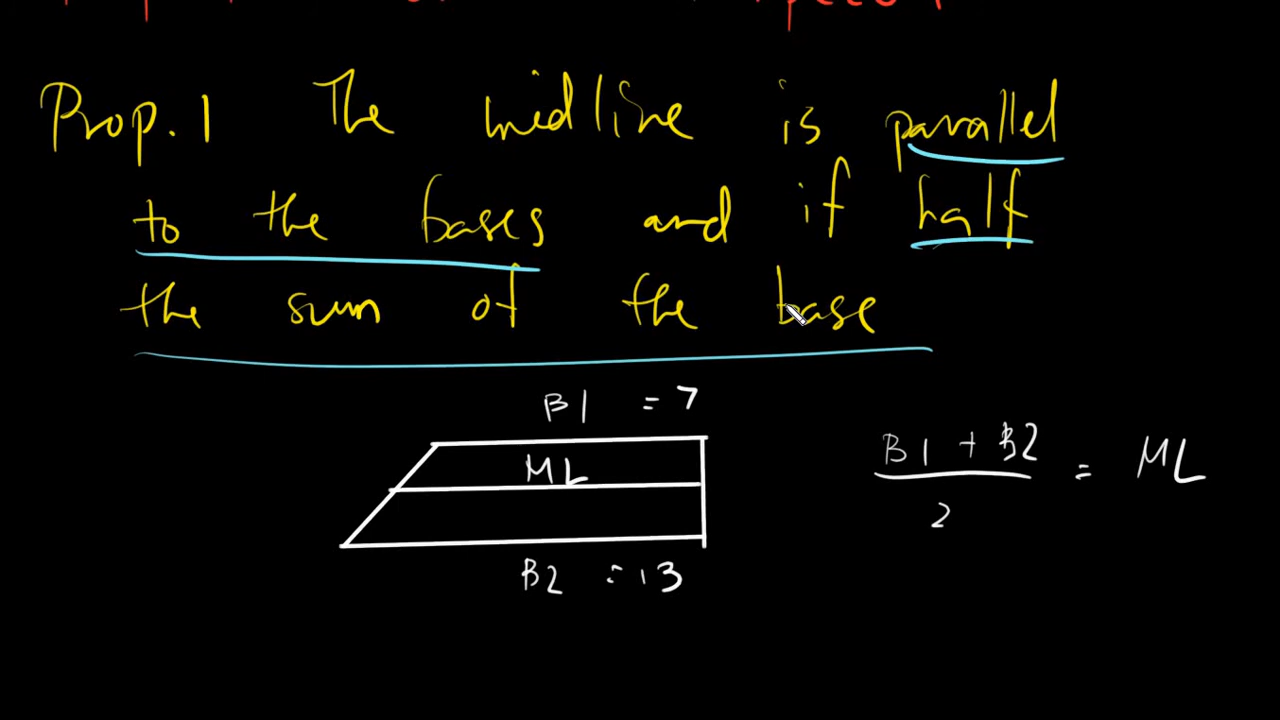 Prop. 1 The midline is parallel
to the bases and if half
the sum of the base
B1 = 7
ML
B1 + B2
2
= ML
B2 = 13